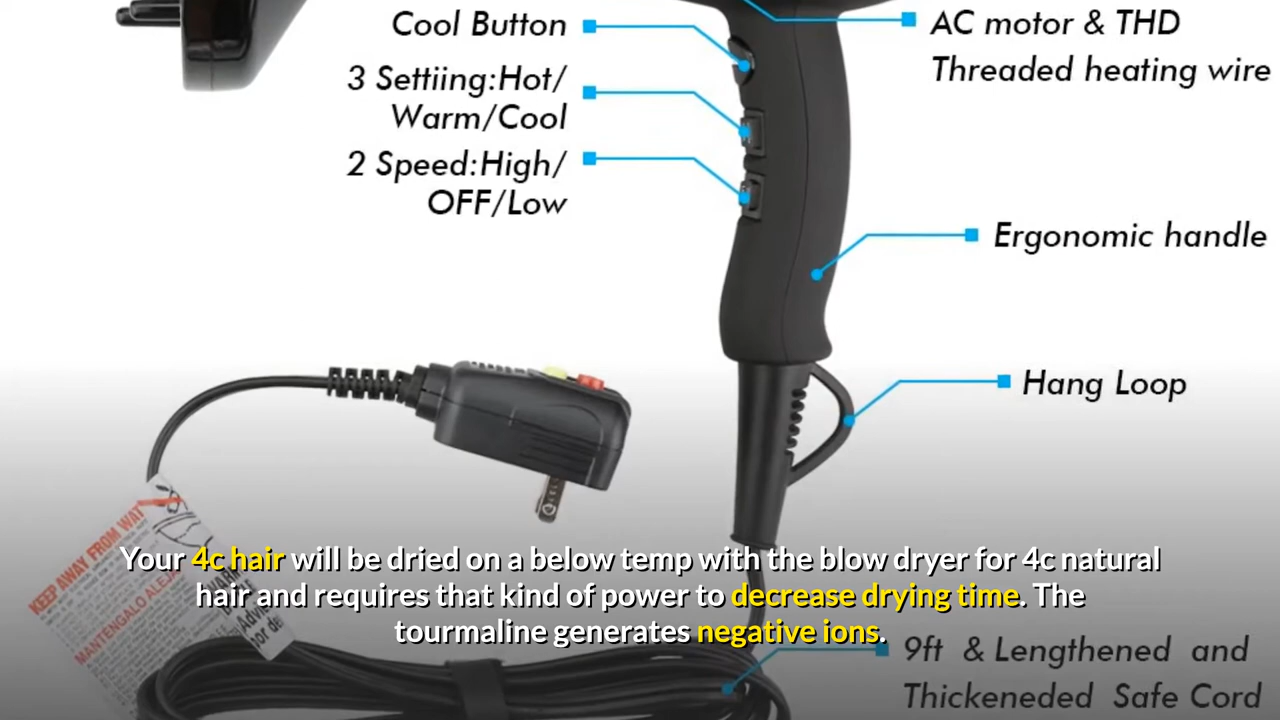 Cool Button
3 Settiing:Hot/
Warm/Cool
2 Speed:High/
OFF/Low
AC motor & THD
Threaded heating wire
Ergonomic handle
Hang Loop
KEEP AWAY FROM WAT
MANTENGALO ALEJA
Your 4c hair will be dried on a below temp with the blow dryer for 4c natural
hair and requires that kind of power to decrease drying time. The
tourmaline generates negative ions.
9ft & Lengthened and
Thickeneded Safe Cord